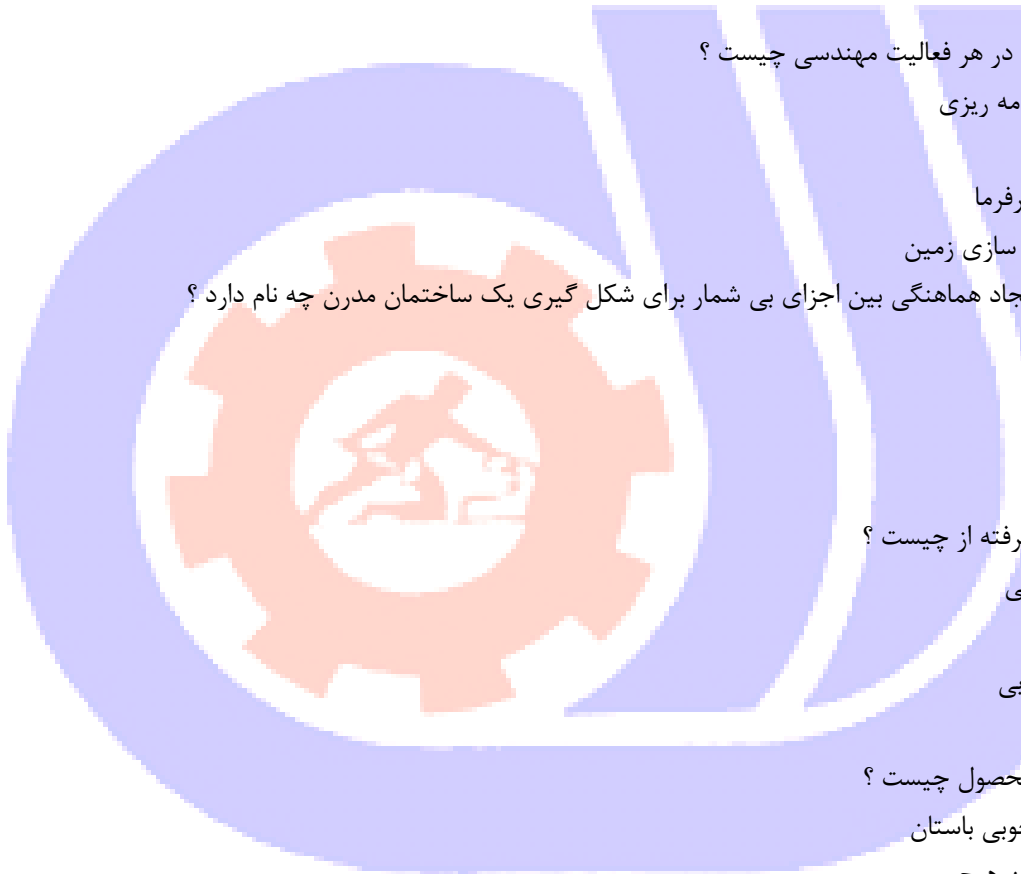 در هر فعالیت مهندسی چیست ؟
مه ریزی
رفرما
سازی زمین
جاد هماهنگی بین اجزای بی شمار برای شکل گیری یک ساختمان مدرن چه نام دارد ؟
رفته از چیست ؟
ی
بی
حصول چیست ؟
وبی باستان